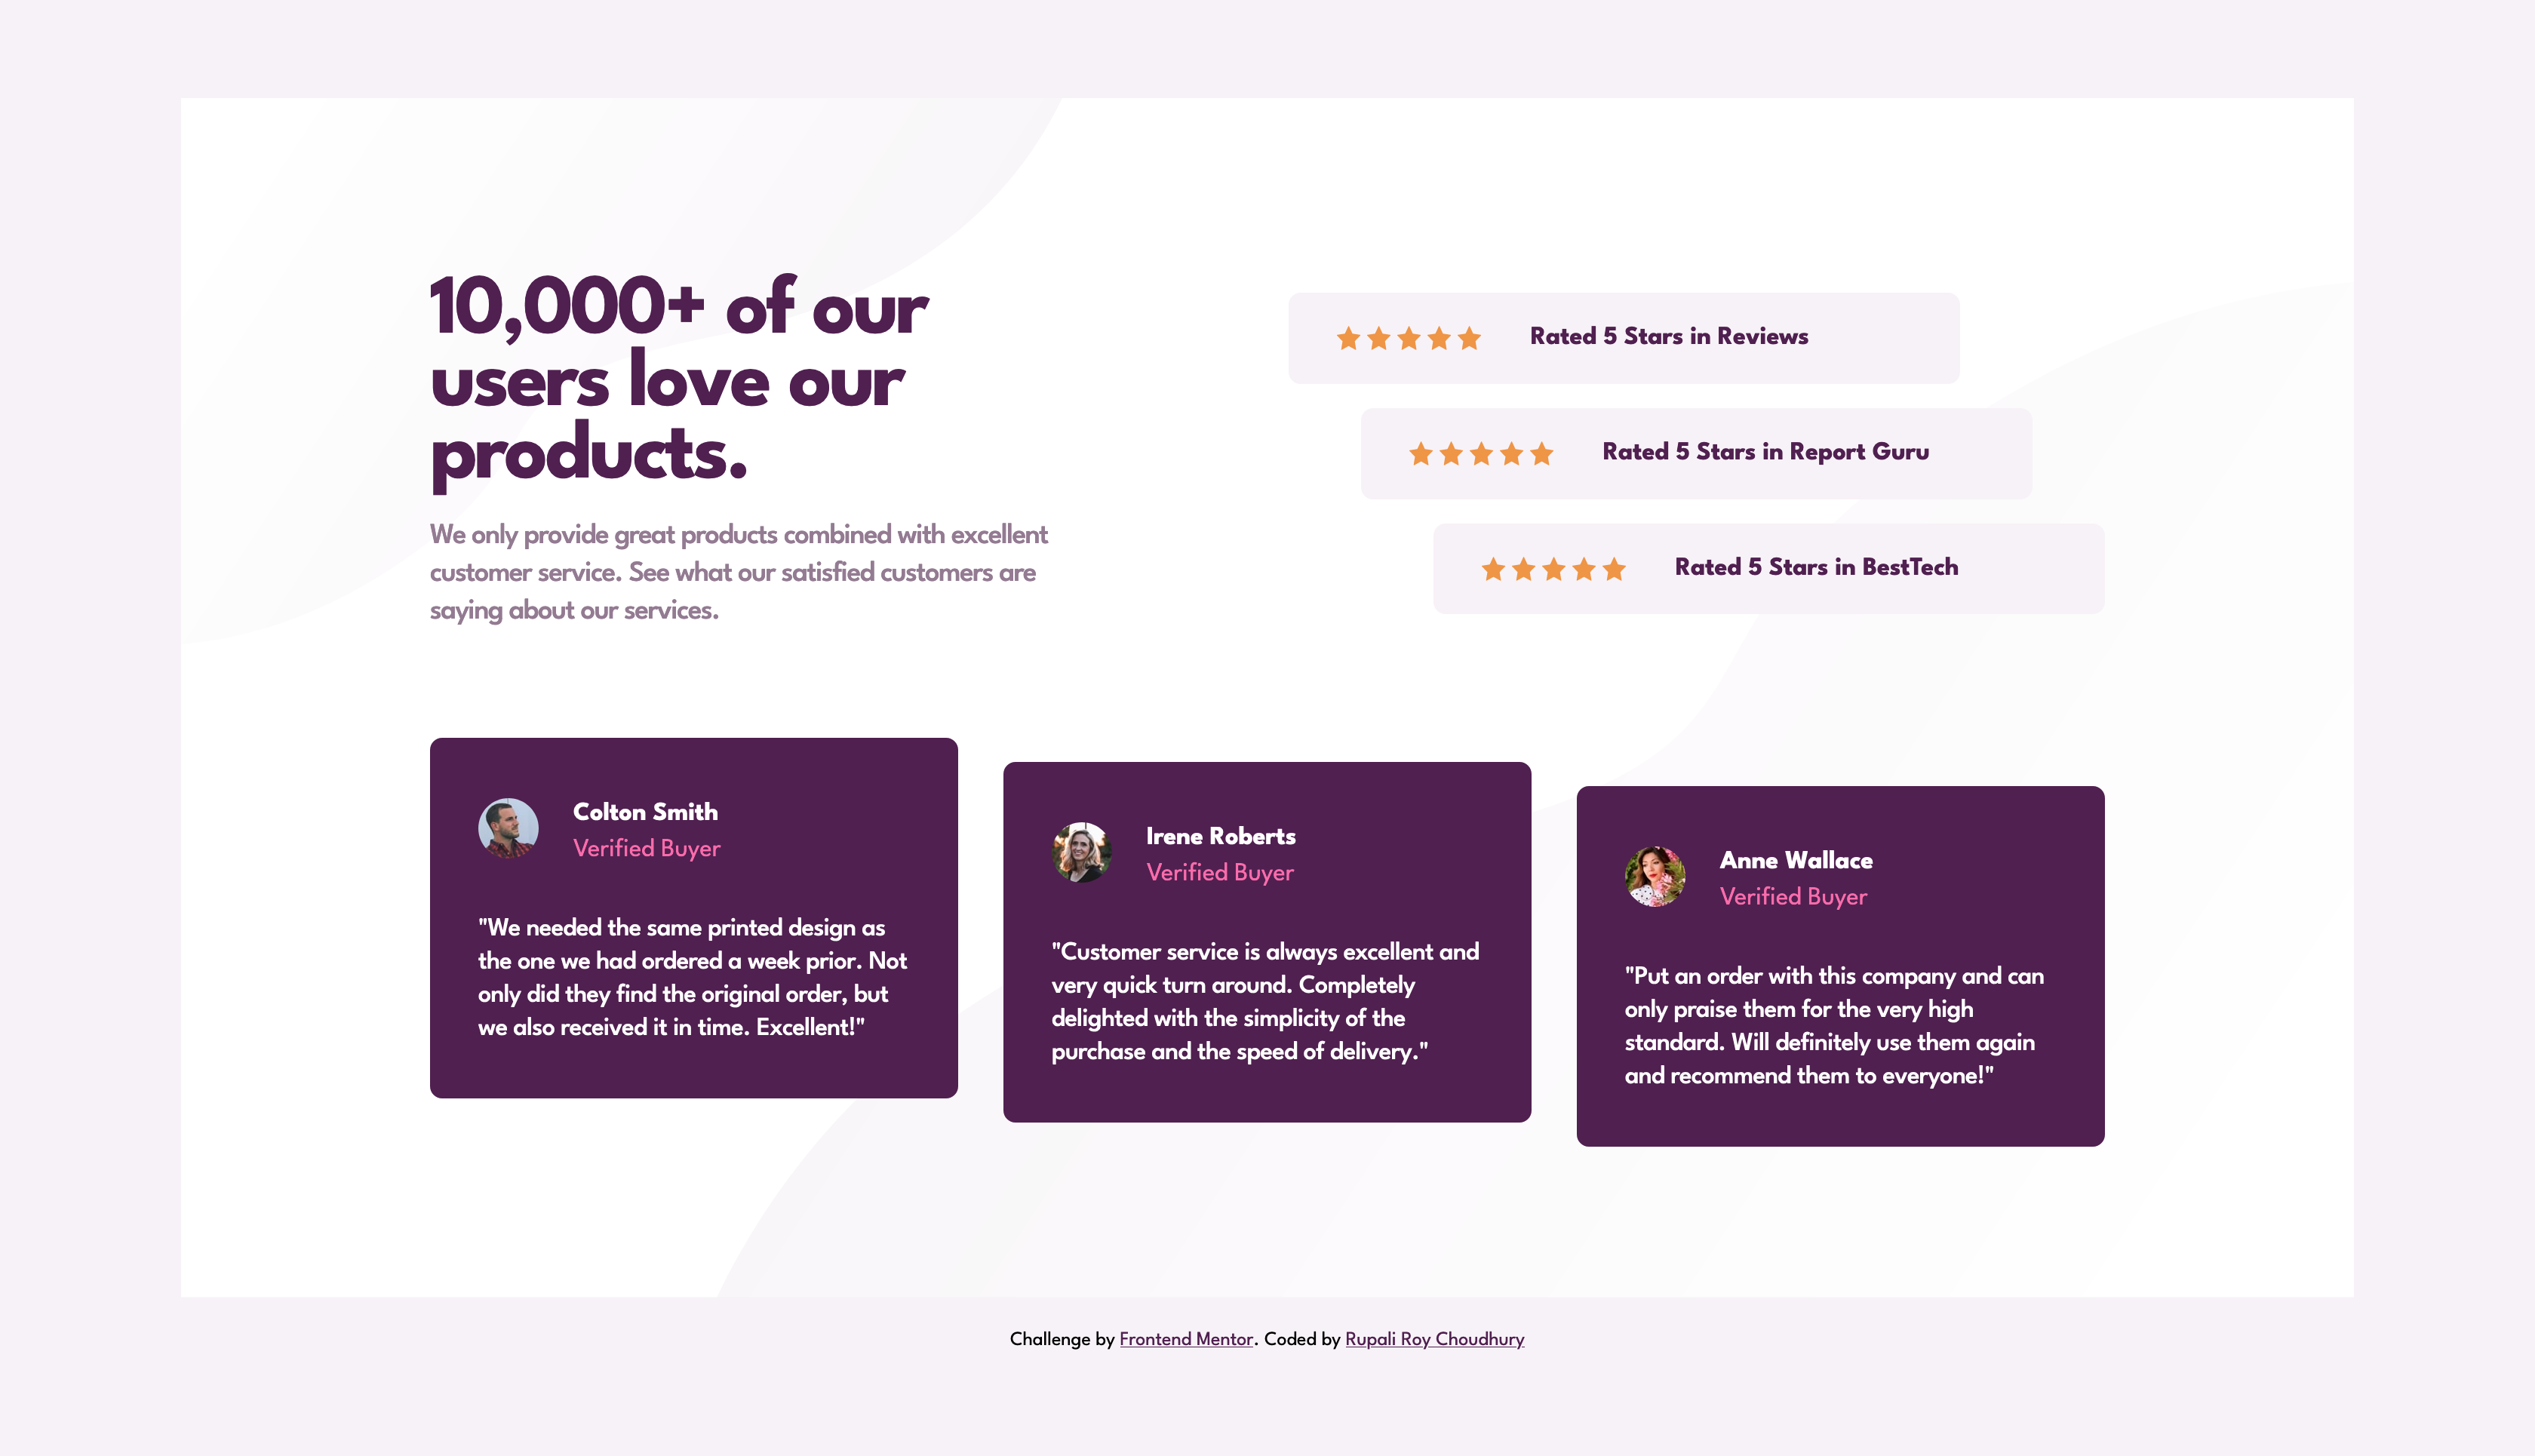 10,000+ of our
users love our
products.
We only provide great products combined with excellent
customer service. See what our satisfied customers are
saying about our services.
Rated 5 Stars in Reviews
Rated 5 Stars in Report Guru
Rated 5 Stars in BestTech
Colton Smith
Verified Buyer
"We needed the same printed design as
the one we had ordered a week prior. Not
only did they find the original order, but
we also received it in time. Excellent!"
Irene Roberts
Verified Buyer
"Customer service is always excellent and
very quick turn around. Completely
delighted with the simplicity of the
purchase and the speed of delivery."
Anne Wallace
Verified Buyer
"Put an order with this company and can
only praise them for the very high
standard. Will definitely use them again
and recommend them to everyone!"
Challenge by Frontend Mentor. Coded by Rupali Roy Choudhury